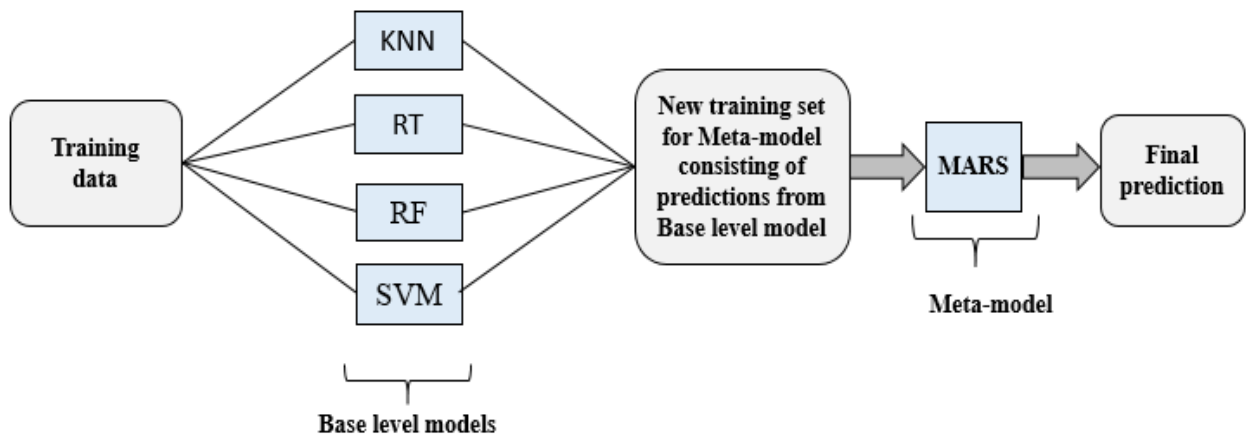 Training
data
KNN
RT
RF
SVM
Base level models
New training set
for Meta-model
consisting of
predictions from
Base level model
MARS
Meta-model
Final
prediction